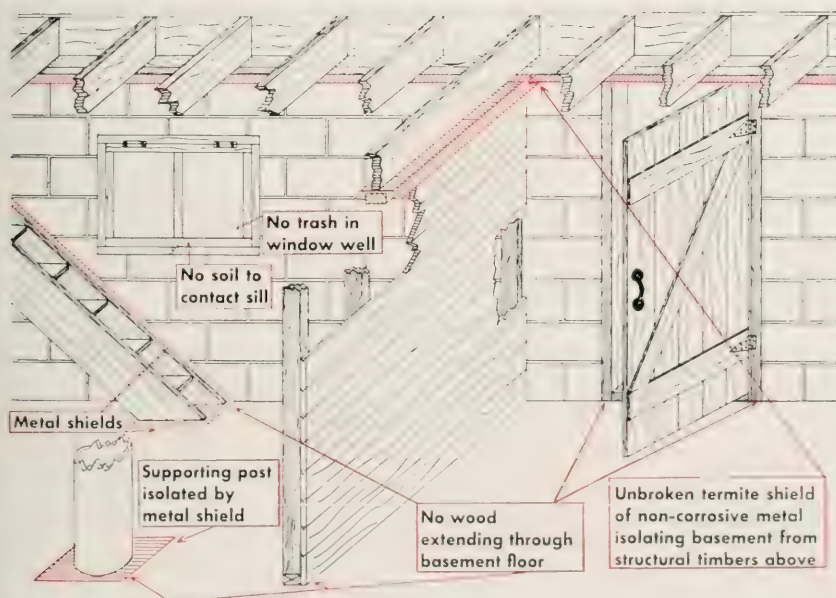 No trash in
window well
No soil to
contact sill
Metal shields
Supporting post
isolated by
metal shield
No wood
extending through
basement floor
Unbroken termite shield
of non-corrosive metal
isolating basement from
structural timbers above